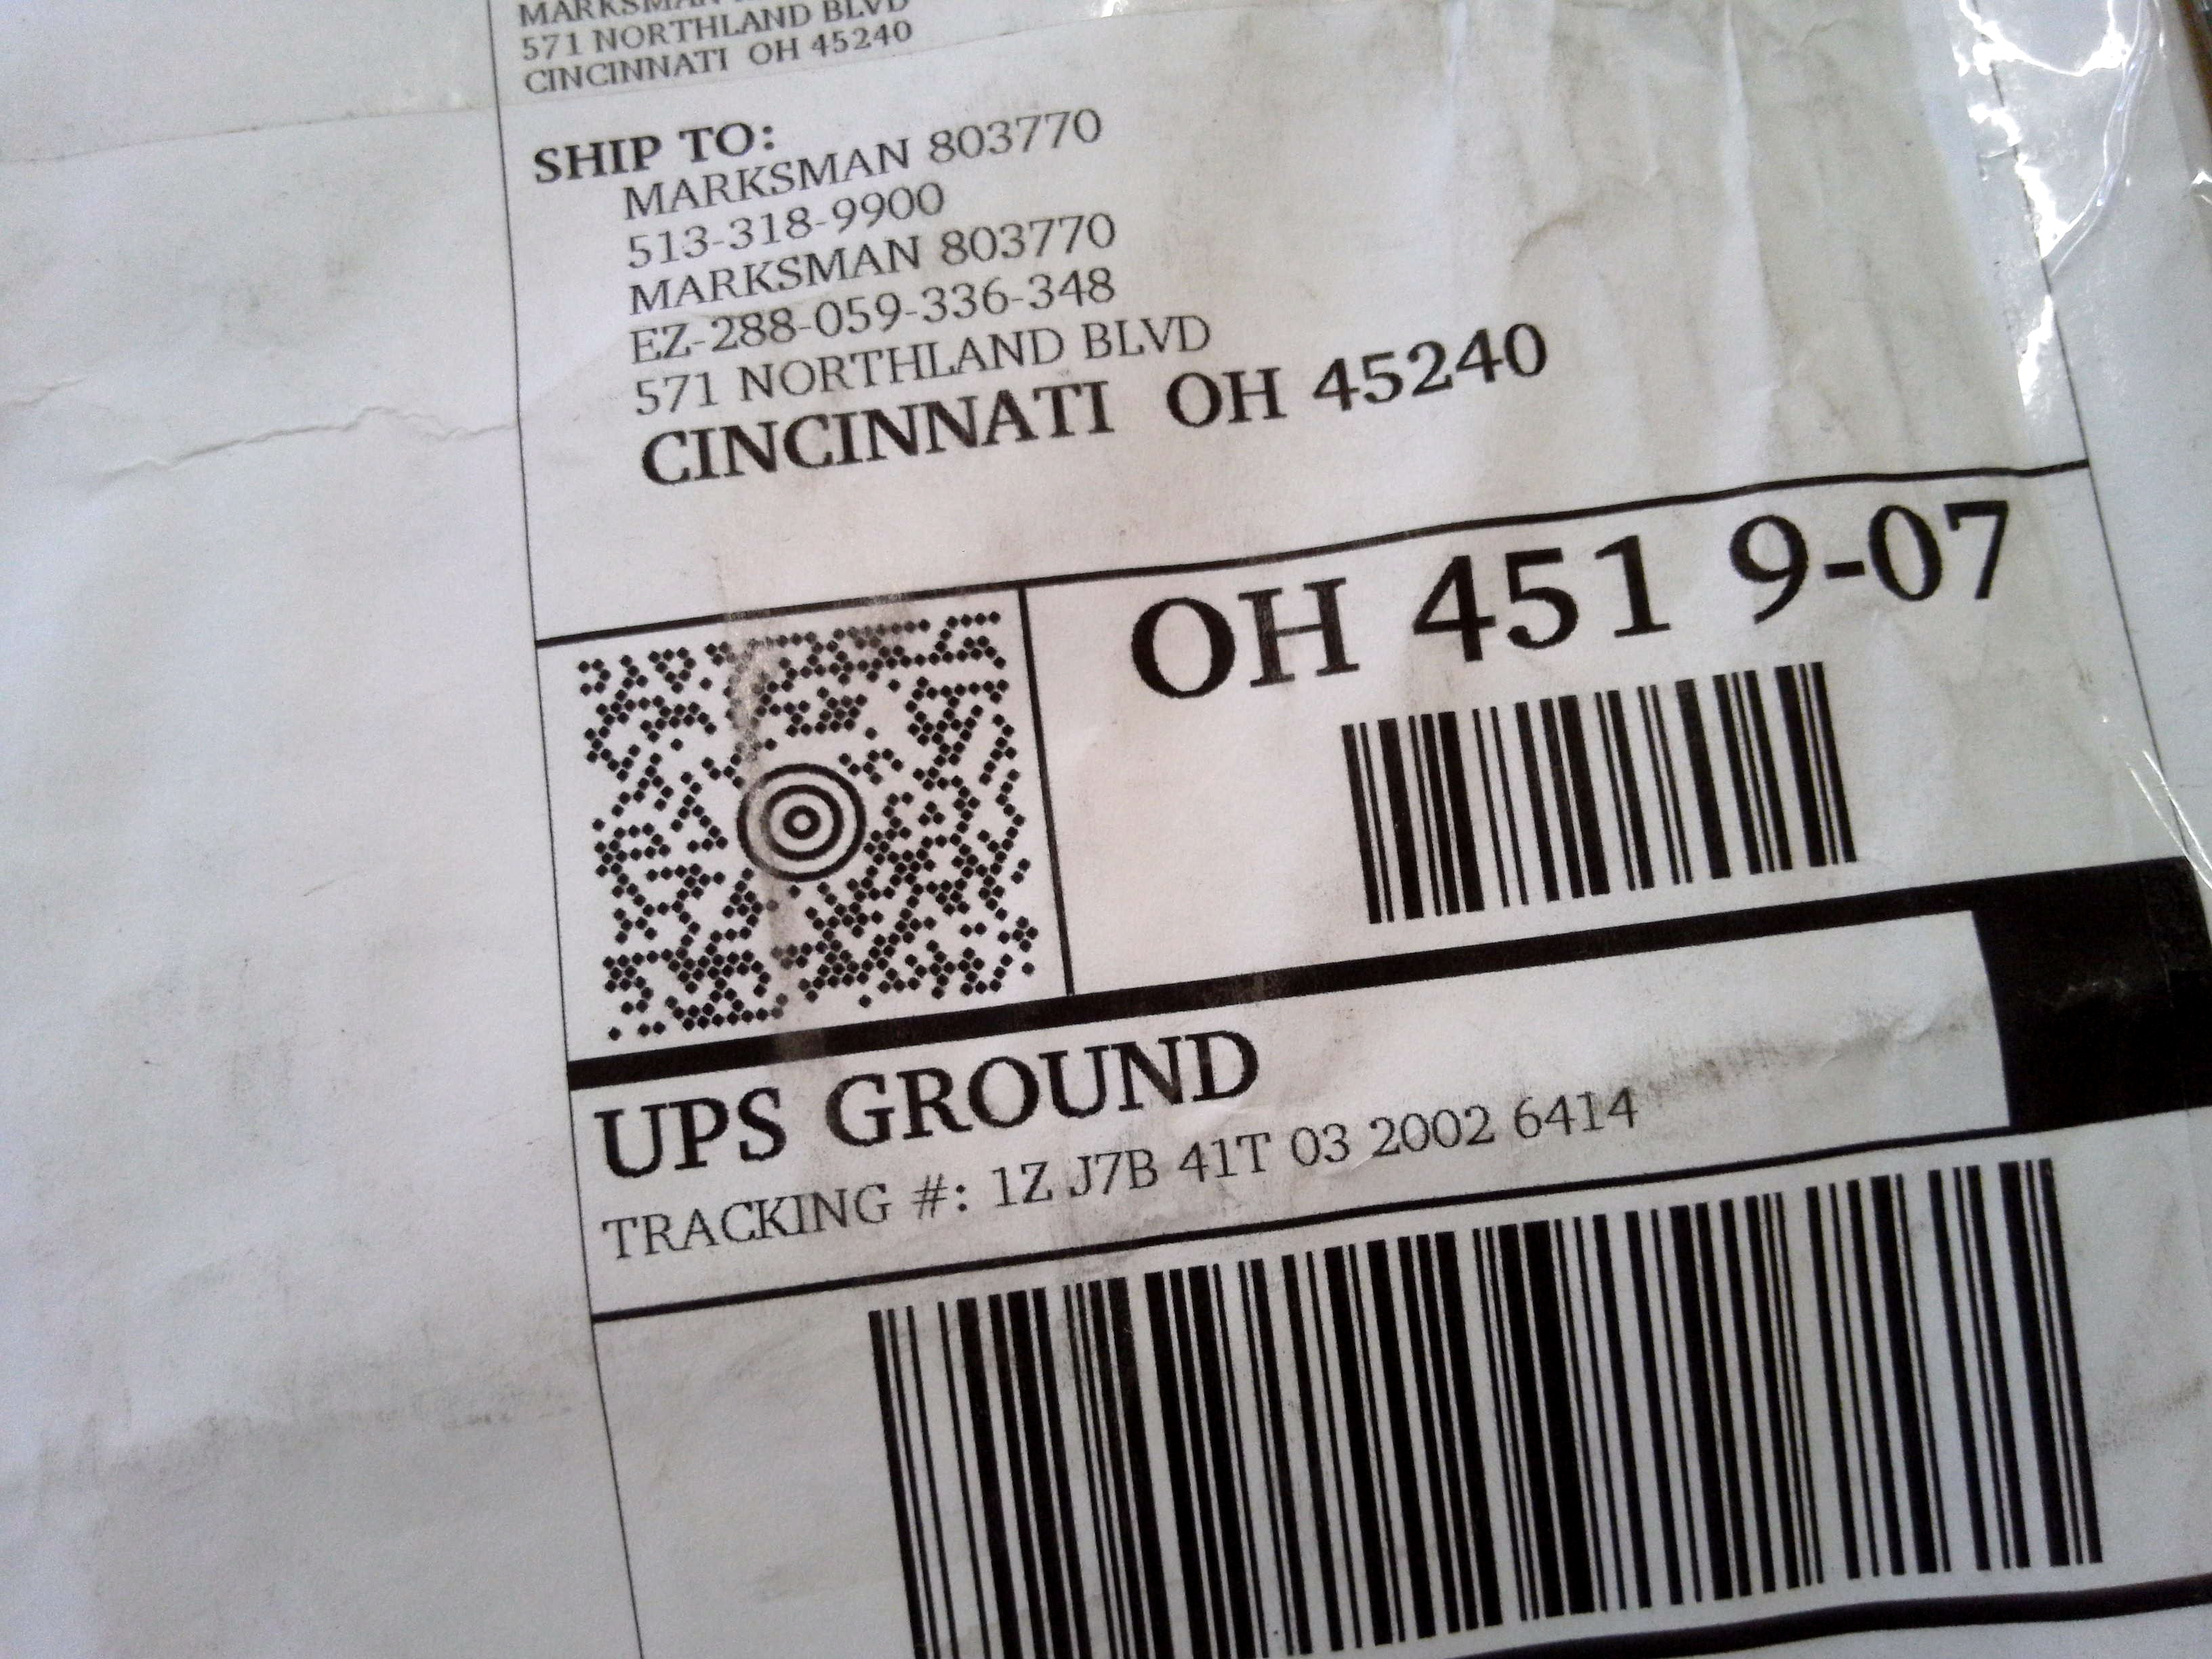 MARKSMAN
571 NORTHLAND BLVD
CINCINNATI OH 45240
SHIP TO:
MARKSMAN 803770
513-318-9900
MARKSMAN 803770
EZ-288-059-336-348
571 NORTHLAND BLVD
CINCINNATI OH 45240
OH 451 9-07
UPS GROUND
TRACKING #: 1Z J7B 41T 03 2002 6414